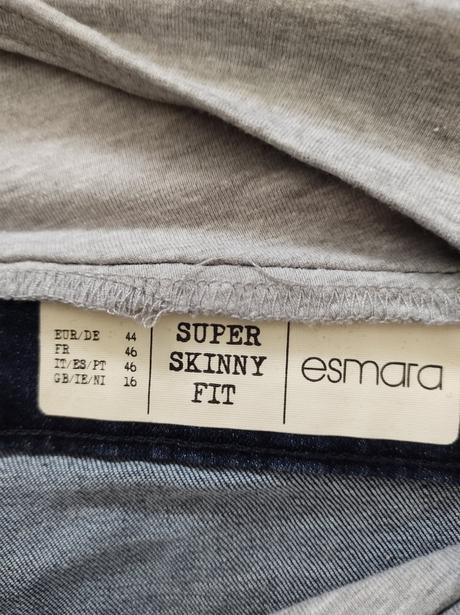 EUR/DE 44
FR 46
IT/ES/PT 46
GB/IE/NI 16
SUPER
SKINNY
FIT
esmara